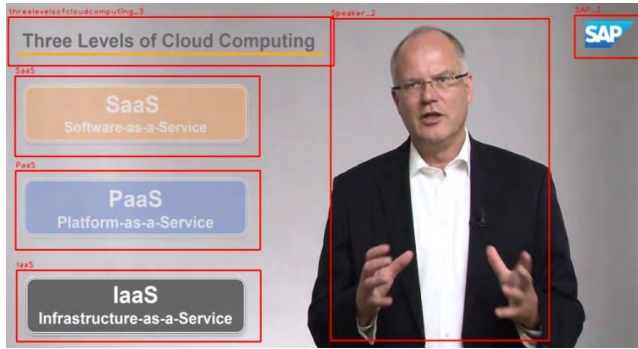 threelevelsofcloudcomputing_3
Speaker_2
SAP_2
Three Levels of Cloud Computing
SAP
SaaS
SaaS
Software-as-a-Service
PaaS
PaaS
Platform-as-a-Service
IaaS
IaaS
Infrastructure-as-a-Service